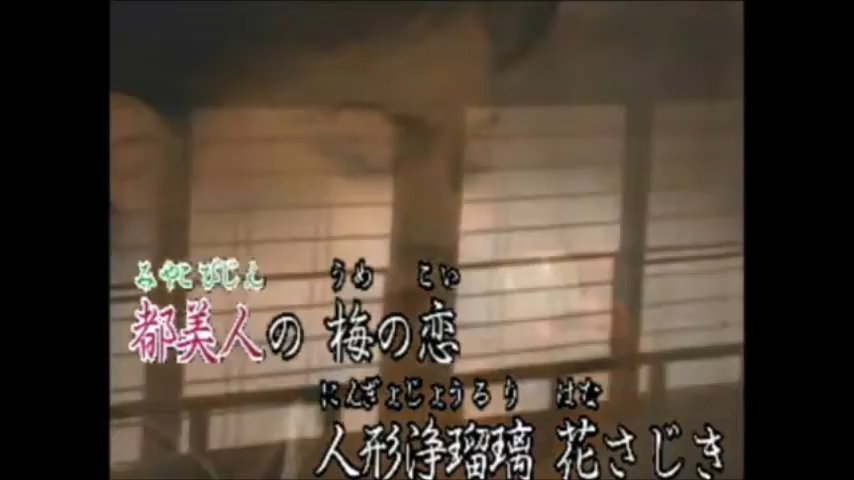 みやこびじん うめ こい
都美人の 梅の恋
にんぎょじょうるり はな
人形浄瑠璃 花さじき